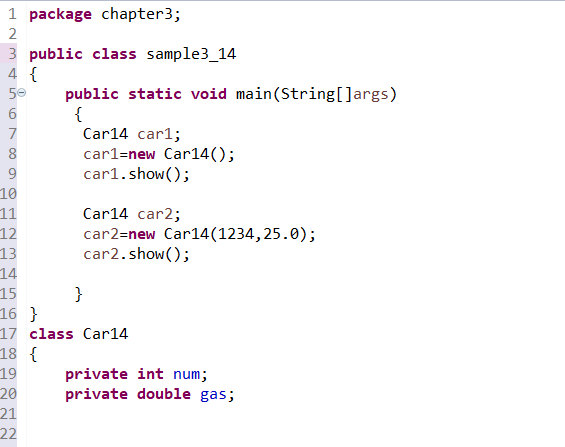 1 package chapter3;
2
3 public class sample3_14
4 {
5 public static void main(String[]args)
6 {
7 Car14 car1;
8 car1=new Car14();
9 car1.show();
10
11 Car14 car2;
12 car2=new Car14(1234,25.0);
13 car2.show();
14
15 }
16 }
17 class Car14
18 {
19 private int num;
20 private double gas;
21
22